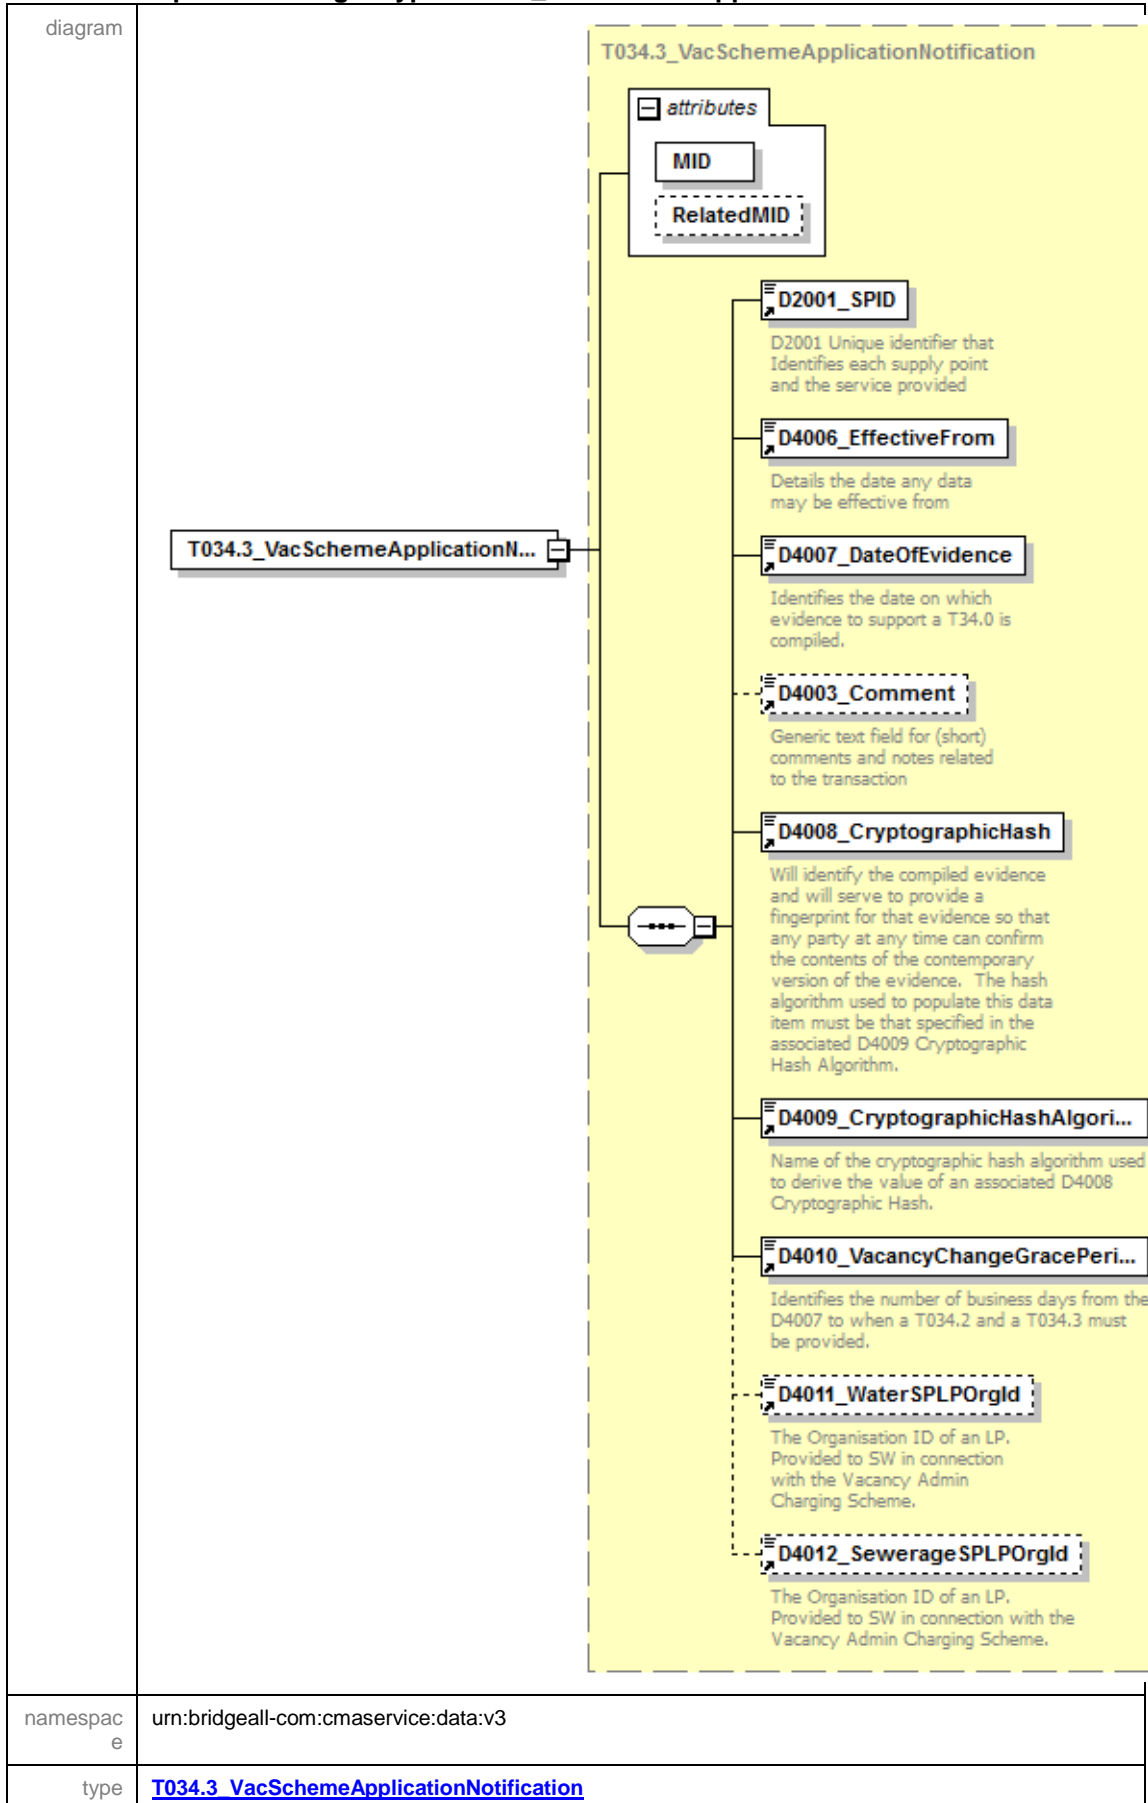 diagram
T034.3_VacSchemeApplicationNotification
attributes
MID
RelatedMID
D2001_SPID
D2001 Unique identifier that
Identifies each supply point
and the service provided
D4006_EffectiveFrom
Details the date any data
may be effective from
T034.3_VacSchemeApplicationN...
D4007_DateOfEvidence
Identifies the date on which
evidence to support a T34.0 is
compiled.
D4003_Comment
Generic text field for (short)
comments and notes related
to the transaction
D4008_CryptographicHash
Will identify the compiled evidence
and will serve to provide a
fingerprint for that evidence so that
any party at any time can confirm
the contents of the contemporary
version of the evidence. The hash
algorithm used to populate this data
item must be that specified in the
associated D4009 Cryptographic
Hash Algorithm.
D4009_CryptographicHashAlgori...
Name of the cryptographic hash algorithm used
to derive the value of an associated D4008
Cryptographic Hash.
D4010_VacancyChangeGracePeri...
Identifies the number of business days from the
D4007 to when a T034.2 and a T034.3 must
be provided.
D4011_WaterSPLPOrgId
The Organisation ID of an LP.
Provided to SW in connection
with the Vacancy Admin
Charging Scheme.
D4012_SewerageSPLPOrgId
The Organisation ID of an LP.
Provided to SW in connection with the
Vacancy Admin Charging Scheme.
namespac
e
urn:bridgeall-com:cmaservice:data:v3
type
T034.3_VacSchemeApplicationNotification